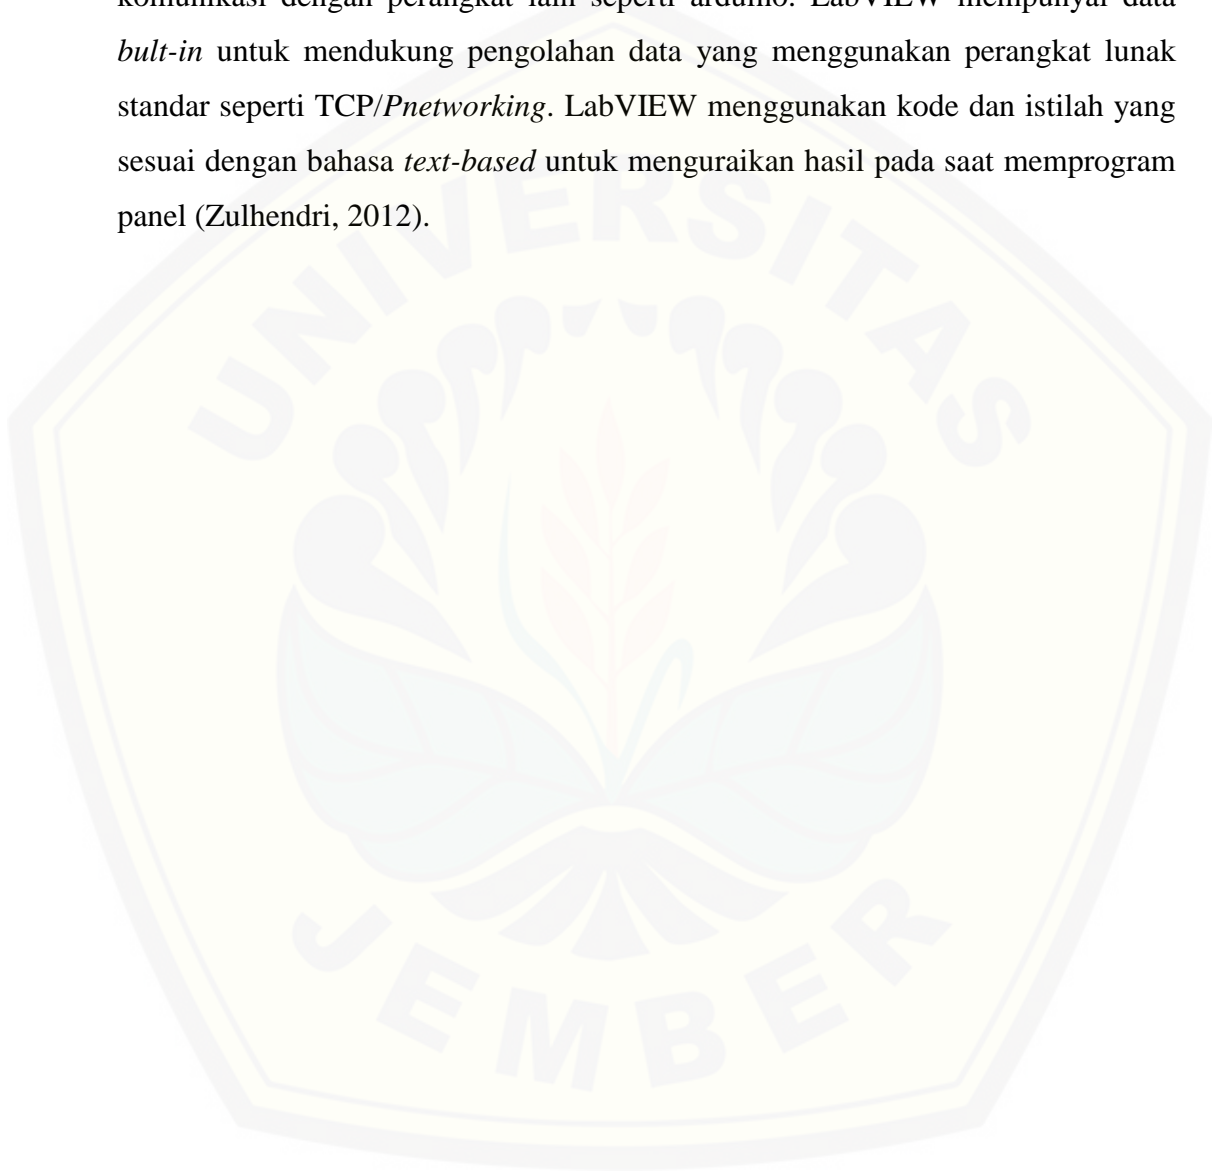 komunikasi dengan perangkat lain seperti arduino. LabVIEW mempunyai data
bult-in untuk mendukung pengolahan data yang menggunakan perangkat lunak
standar seperti TCP/Pnetworking. LabVIEW menggunakan kode dan istilah yang
sesuai dengan bahasa text-based untuk menguraikan hasil pada saat memprogram
panel (Zulhendri, 2012).
UNIVERSITAS
JEMBER